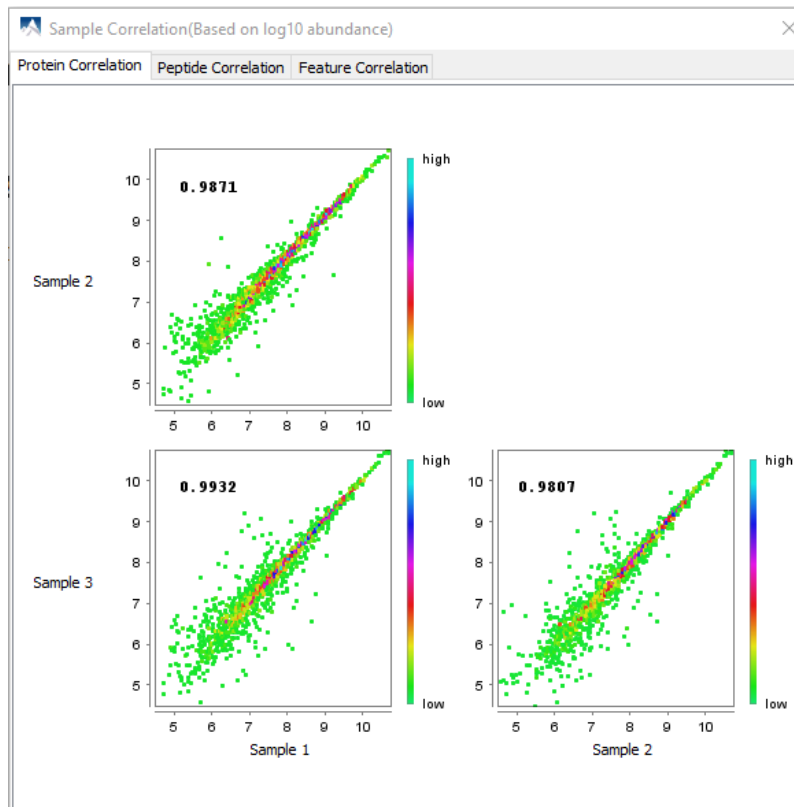 Sample Correlation(Based on log10 abundance)
Protein Correlation Peptide Correlation Feature Correlation
high
10
0.9871
9
8
Sample 2
7
6
5
low
5 6 7 8 9 10
high high
10 10
0.9932 0.9807
9 9
8 8
Sample 3
7 7
6 6
5 5
low low
5 6 7 8 9 10 5 6 7 8 9 10
Sample 1 Sample 2